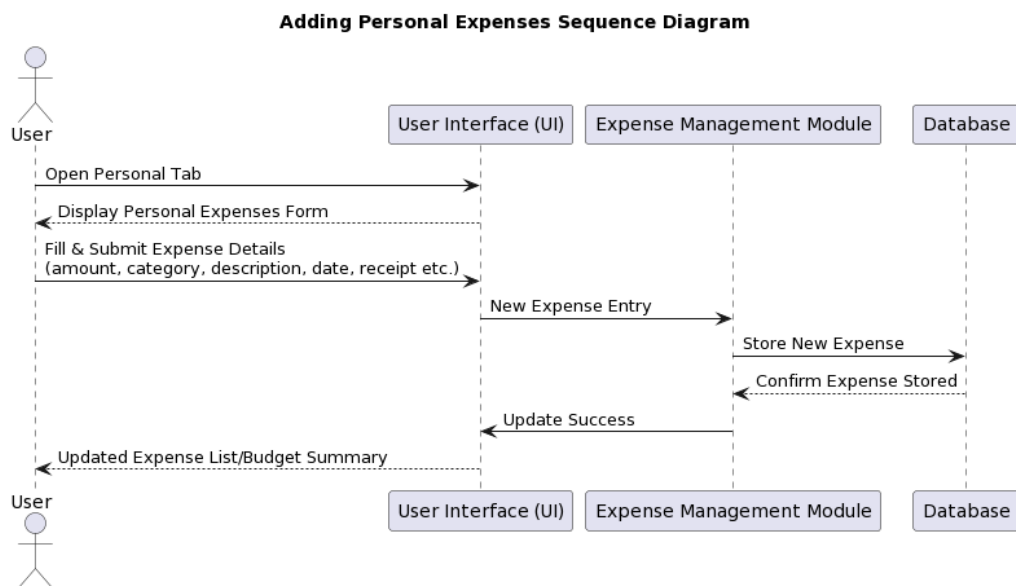 Adding Personal Expenses Sequence Diagram
User
User Interface (UI)
Expense Management Module
Database
Open Personal Tab
Display Personal Expenses Form
Fill & Submit Expense Details
(amount, category, description, date, receipt etc.)
New Expense Entry
Store New Expense
Confirm Expense Stored
Update Success
Updated Expense List/Budget Summary
User
User Interface (UI)
Expense Management Module
Database